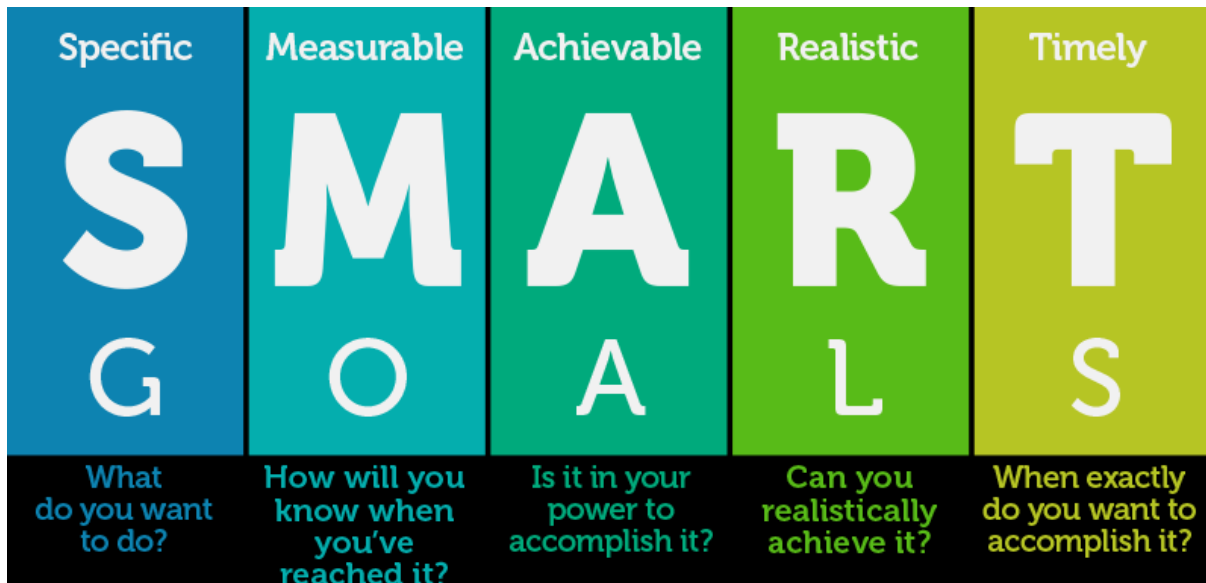 Specific Measurable Achievable Realistic Timely
S M A R T
G O A L S
What
do you want
to do?
How will you
know when
you've
reached it?
Is it in your
power to
accomplish it?
Can you
realistically
achieve it?
When exactly
do you want to
accomplish it?